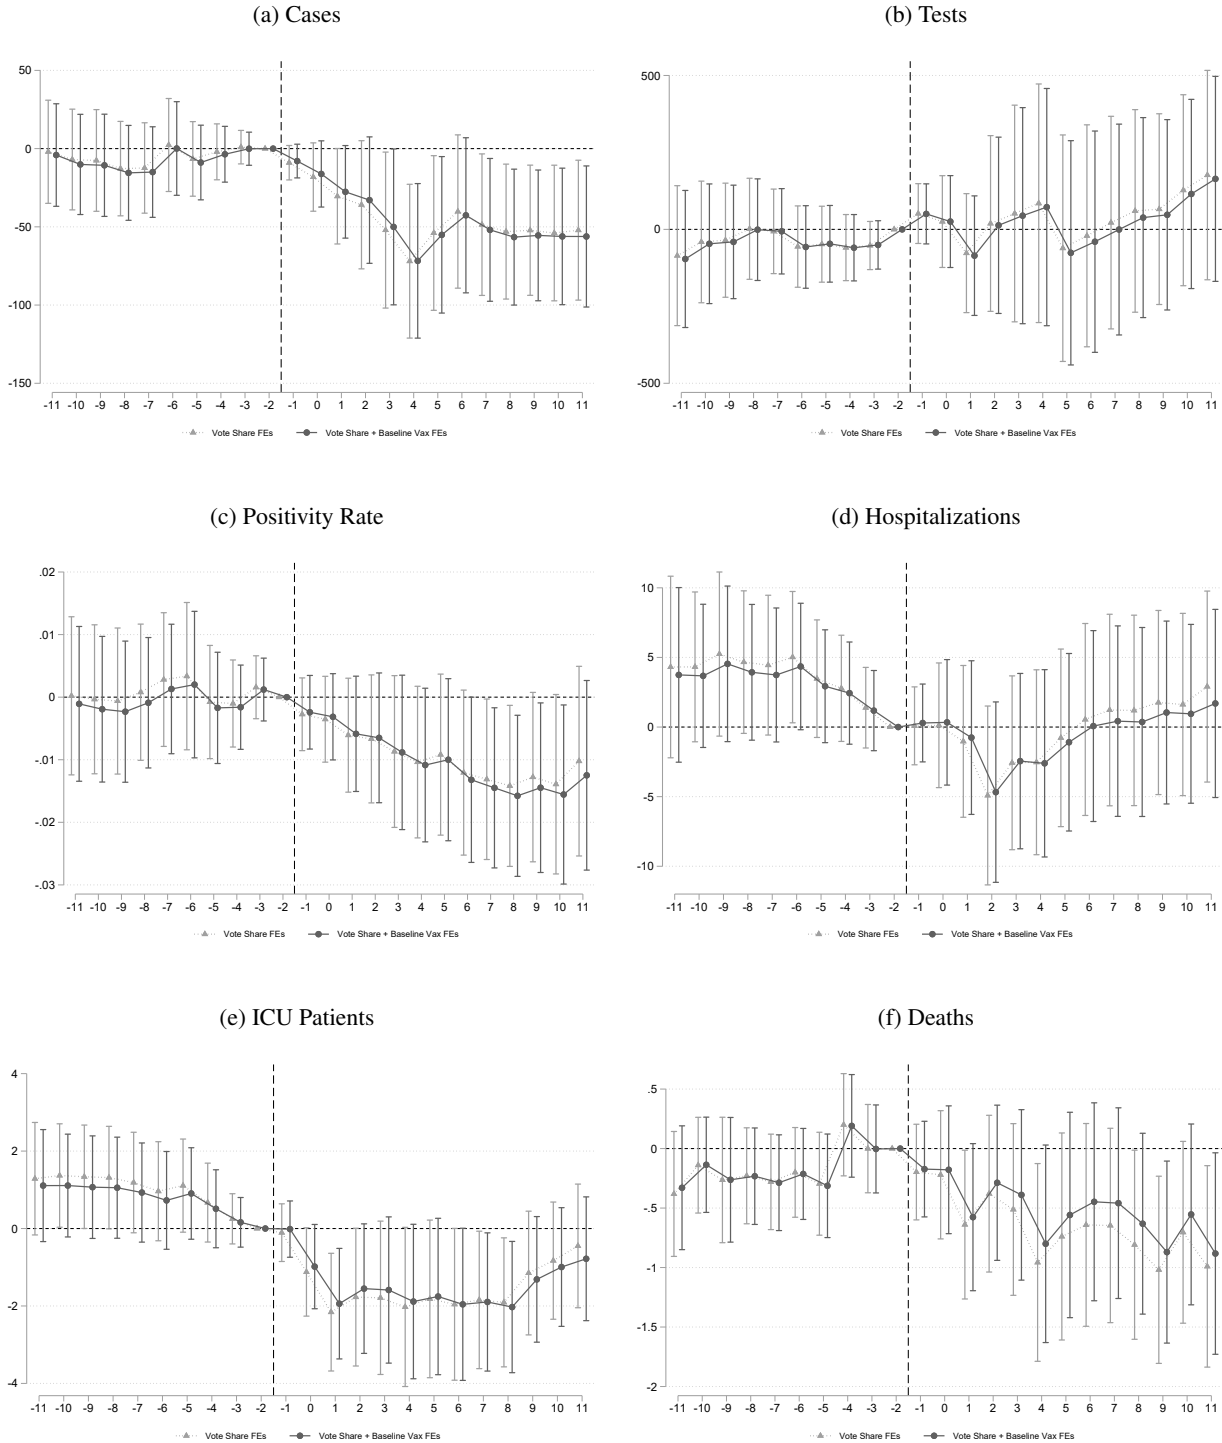 (a) Cases
50
0
-50
-100
-150
-11 -10 -9 -8 -7 -6 -5 -4 -3 -2 -1 0 1 2 3 4 5 6 7 8 9 10 11
Vote Share FEs Vote Share + Baseline Vax FEs
(b) Tests
500
0
-500
-11 -10 -9 -8 -7 -6 -5 -4 -3 -2 -1 0 1 2 3 4 5 6 7 8 9 10 11
Vote Share FEs Vote Share + Baseline Vax FEs
(c) Positivity Rate
.02
.01
0
-.01
-.02
-.03
-11 -10 -9 -8 -7 -6 -5 -4 -3 -2 -1 0 1 2 3 4 5 6 7 8 9 10 11
Vote Share FEs Vote Share + Baseline Vax FEs
(d) Hospitalizations
10
5
0
-5
-10
-11 -10 -9 -8 -7 -6 -5 -4 -3 -2 -1 0 1 2 3 4 5 6 7 8 9 10 11
Vote Share FEs Vote Share + Baseline Vax FEs
(e) ICU Patients
4
2
0
-2
-4
-11 -10 -9 -8 -7 -6 -5 -4 -3 -2 -1 0 1 2 3 4 5 6 7 8 9 10 11
Vote Share FEs Vote Share + Baseline Vax FEs
(f) Deaths
.5
0
-.5
-1
-1.5
-2
-11 -10 -9 -8 -7 -6 -5 -4 -3 -2 -1 0 1 2 3 4 5 6 7 8 9 10 11
Vote Share FEs Vote Share + Baseline Vax FEs